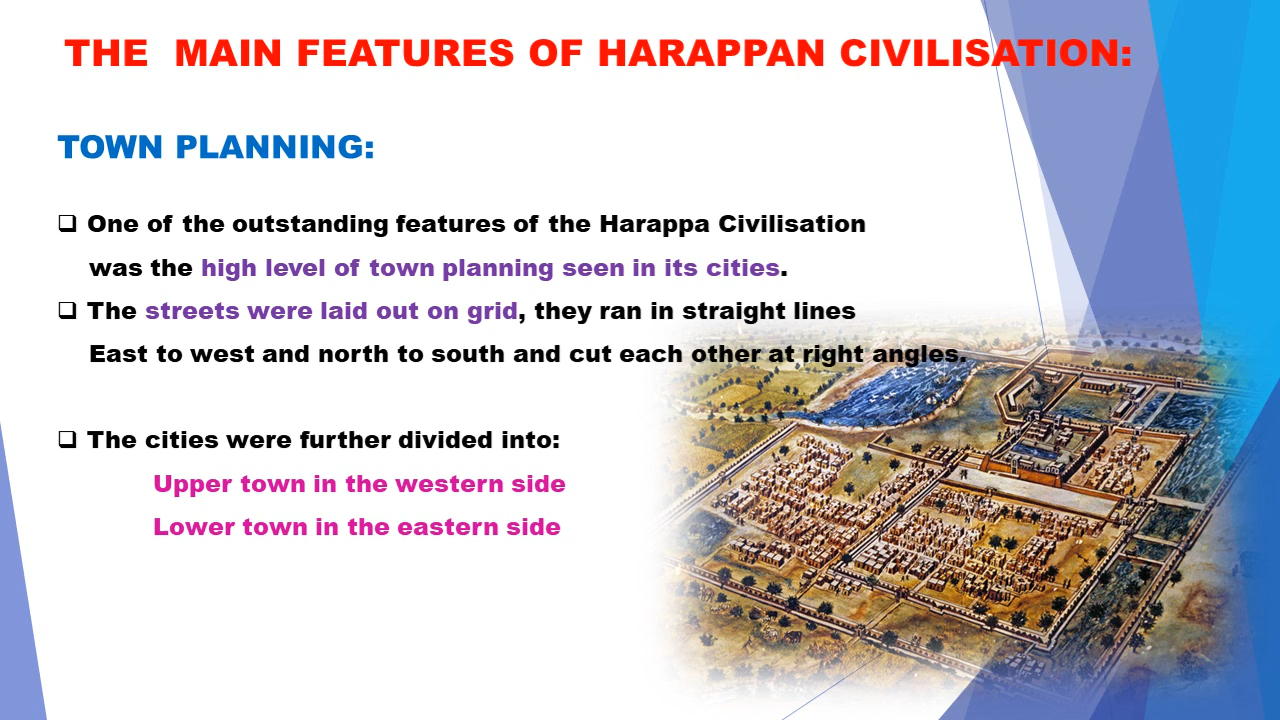 THE  MAIN FEATURES OF HARAPPAN CIVILISATION:
TOWN PLANNING:
❑ One of the outstanding features of the Harappa Civilisation
was the high level of town planning seen in its cities.
❑ The streets were laid out on grid, they ran in straight lines
East to west and north to south and cut each other at right angles.
❑ The cities were further divided into:
Upper town in the western side
Lower town in the eastern side